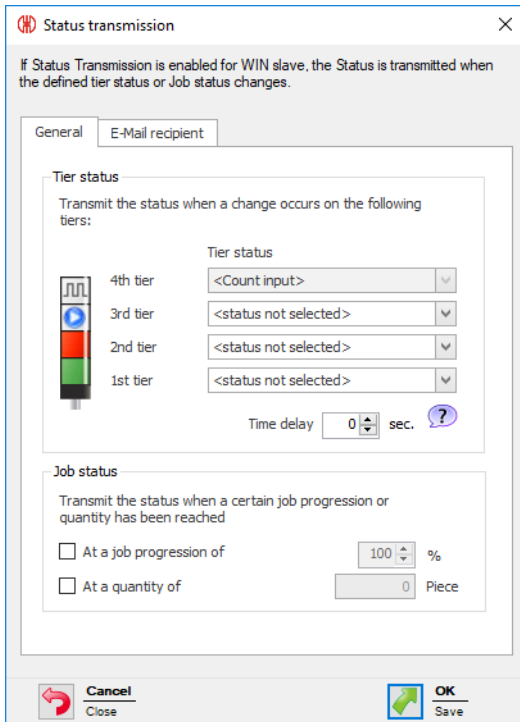 Status transmission
If Status Transmission is enabled for WIN slave, the Status is transmitted when
the defined tier status or Job status changes.
General
E-Mail recipient
Tier status
Transmit the status when a change occurs on the following
tiers:
Tier status
4th tier
<Count input>
3rd tier
<status not selected>
2nd tier
<status not selected>
1st tier
<status not selected>
Time delay 0 sec. ?
Job status
Transmit the status when a certain job progression or
quantity has been reached
At a job progression of 100 %
At a quantity of 0 Piece
Cancel
Close
OK
Save